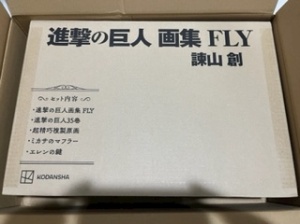 進撃の巨人 画集 FLY
諫山 創
セット内容
・進撃の巨人画集 FLY
・進撃の巨人35巻
・超精巧複製原画
・ミカサのマフラー
・エレンの鍵
KODANSHA